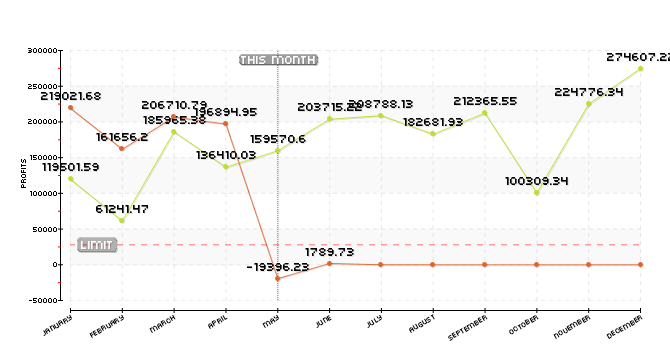 300000
THIS MONTH
274607.22
250000
219021.68
206710.79
196894.95
185965.38
203715.22
208788.13
212365.55
224776.34
200000
161656.2
159570.6
182681.93
150000
136410.03
119501.59
100309.34
100000
61241.47
50000
LIMIT
1789.73
-19396.23
0
-50000
PROFITS
JANUARY
FEBRUARY
MARCH
APRIL
MAY
JUNE
JULY
AUGUST
SEPTEMBER
OCTOBER
NOVEMBER
DECEMBER